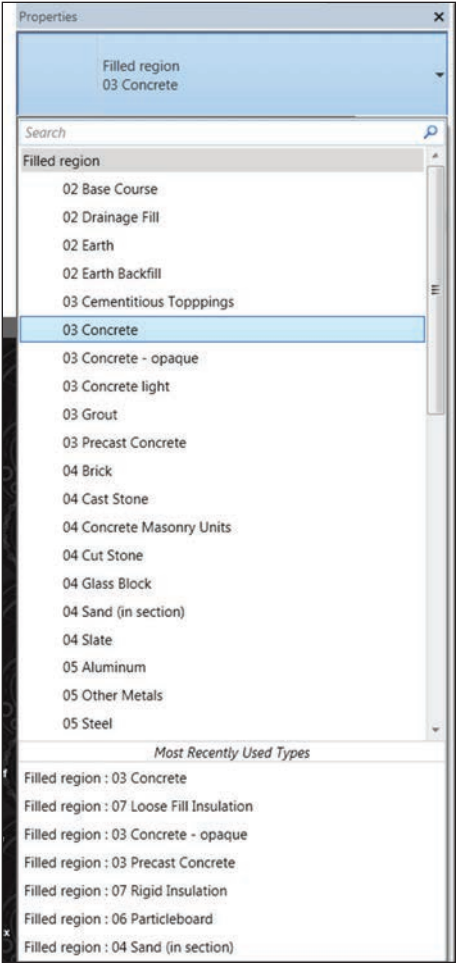 Properties
Filled region
03 Concrete
Search
Filled region
02 Base Course
02 Drainage Fill
02 Earth
02 Earth Backfill
03 Cementitious Topppings
03 Concrete
03 Concrete - opaque
03 Concrete light
03 Grout
03 Precast Concrete
04 Brick
04 Cast Stone
04 Concrete Masonry Units
04 Cut Stone
04 Glass Block
04 Sand (in section)
04 Slate
05 Aluminum
05 Other Metals
05 Steel
Most Recently Used Types
Filled region : 03 Concrete
Filled region : 07 Loose Fill Insulation
Filled region : 03 Concrete - opaque
Filled region : 03 Precast Concrete
Filled region : 07 Rigid Insulation
Filled region : 06 Particleboard
Filled region : 04 Sand (in section)